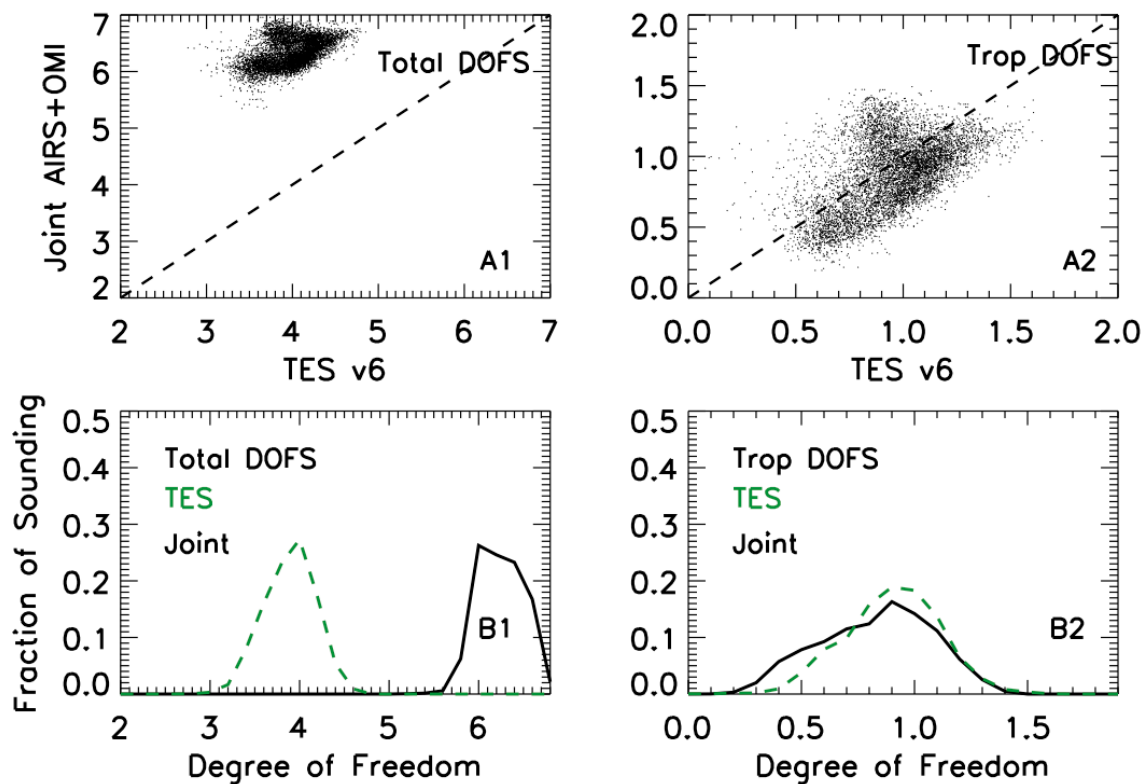 Joint AIRS+OMI
7
6
5
4
3
2
Total DOFS
A1
2 3 4 5 6 7
TES v6
2.0
1.5
1.0
0.5
0.0
Trop DOFS
A2
0.0 0.5 1.0 1.5 2.0
TES v6
Fraction of Sounding
0.5
0.4
0.3
0.2
0.1
0.0
Total DOFS
TES
Joint
B1
2 3 4 5 6
Degree of Freedom
0.5
0.4
0.3
0.2
0.1
0.0
Trop DOFS
TES
Joint
B2
0.0 0.5 1.0 1.5
Degree of Freedom